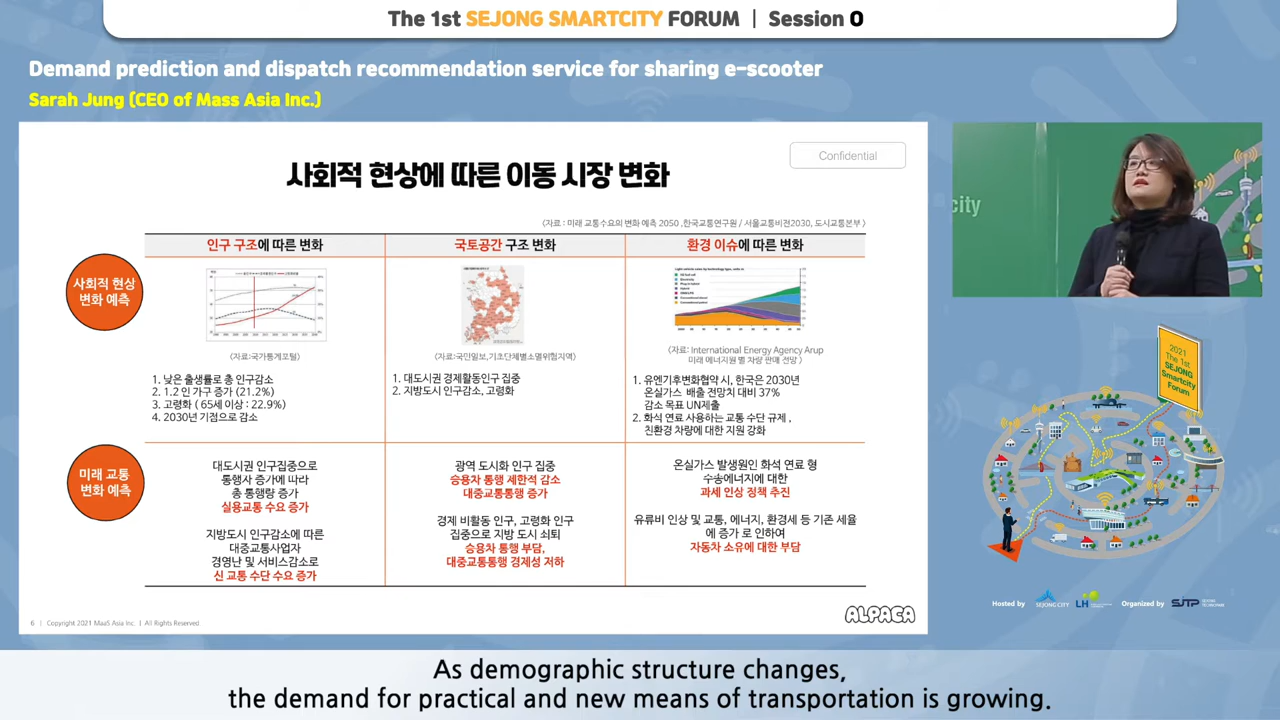 The 1st SEJONG SMARTCITY FORUM | Session 0
Demand prediction and dispatch recommendation service for sharing e-scooter
Sarah Jung (CEO of Mass Asia Inc.)
Confidential
사회적 현상에 따른 이동 시장 변화
(자료 : 미래 교통수요의 변화 예측 2050 ,한국교통연구원 / 서울교통비전2030, 도시교통본부 )
인구 구조에 따른 변화
국토공간 구조 변화
환경 이슈에 따른 변화
사회적 현상
변화 예측
(자료:국가통계포털)
(자료:국민일보,기초단체별소멸위험지역)
(자료: International Energy Agency Arup
미래 에너지원 별 차량 판매 전망 )
1. 낮은 출생률로 총 인구감소
2. 1.2 인 가구 증가 (21.2%)
3. 고령화 ( 65세 이상 : 22.9%)
4. 2030년 기점으로 감소
1. 대도시권 경제활동인구 집중
2. 지방도시 인구감소, 고령화
1. 유엔기후변화협약 시, 한국은 2030년
온실가스 배출 전망치 대비 37%
감소 목표 UN제출
2. 화석 연료 사용하는 교통 수단 규제 ,
친환경 차량에 대한 지원 강화
미래 교통
변화 예측
대도시권 인구집중으로
통행사 증가에 따라
총 통행량 증가
실용교통 수요 증가
지방도시 인구감소에 따른
대중교통사업자
경영난 및 서비스감소로
신 교통 수단 수요 증가
광역 도시화 인구 집중
승용차 통행 세한적 감소
대중교통통행 증가
경제 비활동 인구, 고령화 인구
집중으로 지방 도시 쇠퇴
승용차 통행 부담,
대중교통통행 경제성 저하
온실가스 발생원인 화석 연료 형
수송에너지에 대한
과세 인상 정책 추진
유류비 인상 및 교통, 에너지, 환경세 등 기존 세율
에 증가 로 인하여
자동차 소유에 대한 부담
6 | Copyright 2021 MaaS Asia Inc. | All Rights Reserved
ALPACA
city
2021
The 1st
SEJONG
Smartcity
Forum
Hosted by SEJONG CITY LH Organized by SJTP
As demographic structure changes,
the demand for practical and new means of transportation is growing.